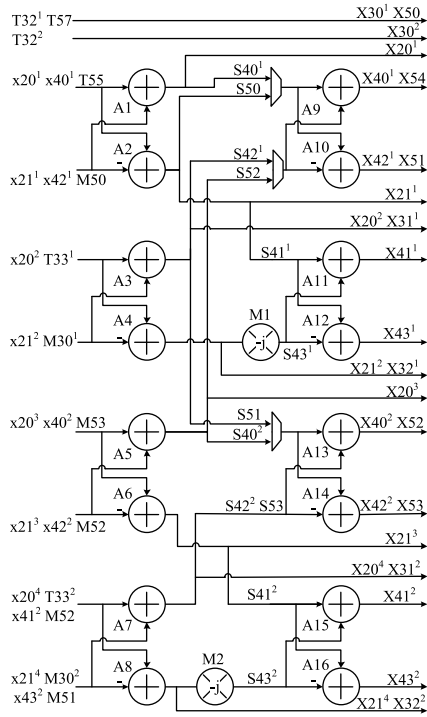 T32¹ T57 X30¹ X50
T32² X30²
X20¹
x20¹ x40¹ T55 S40¹ X40¹ X54
A1 S50 A9
A2 A10
x21¹ x42¹ M50 - S42¹ - X42¹ X51
S52
X21¹
X20² X31¹
x20² T33¹ S41¹ X41¹
A3 A11
A4 M1 A12
x21² M30¹ - -j S43¹ - X43¹
X21² X32¹
X20³
x20³ x40² M53 S51 X40² X52
A5 S40² A13
A6 A14
x21³ x42² M52 - S42² S53 - X42² X53
X21³
X20⁴ X31²
x20⁴ T33² S41² X41²
x41² M52 A7 A15
A8 M2 A16
x21⁴ M30² - -j S43² - X43²
x43² M51 X21⁴ X32²